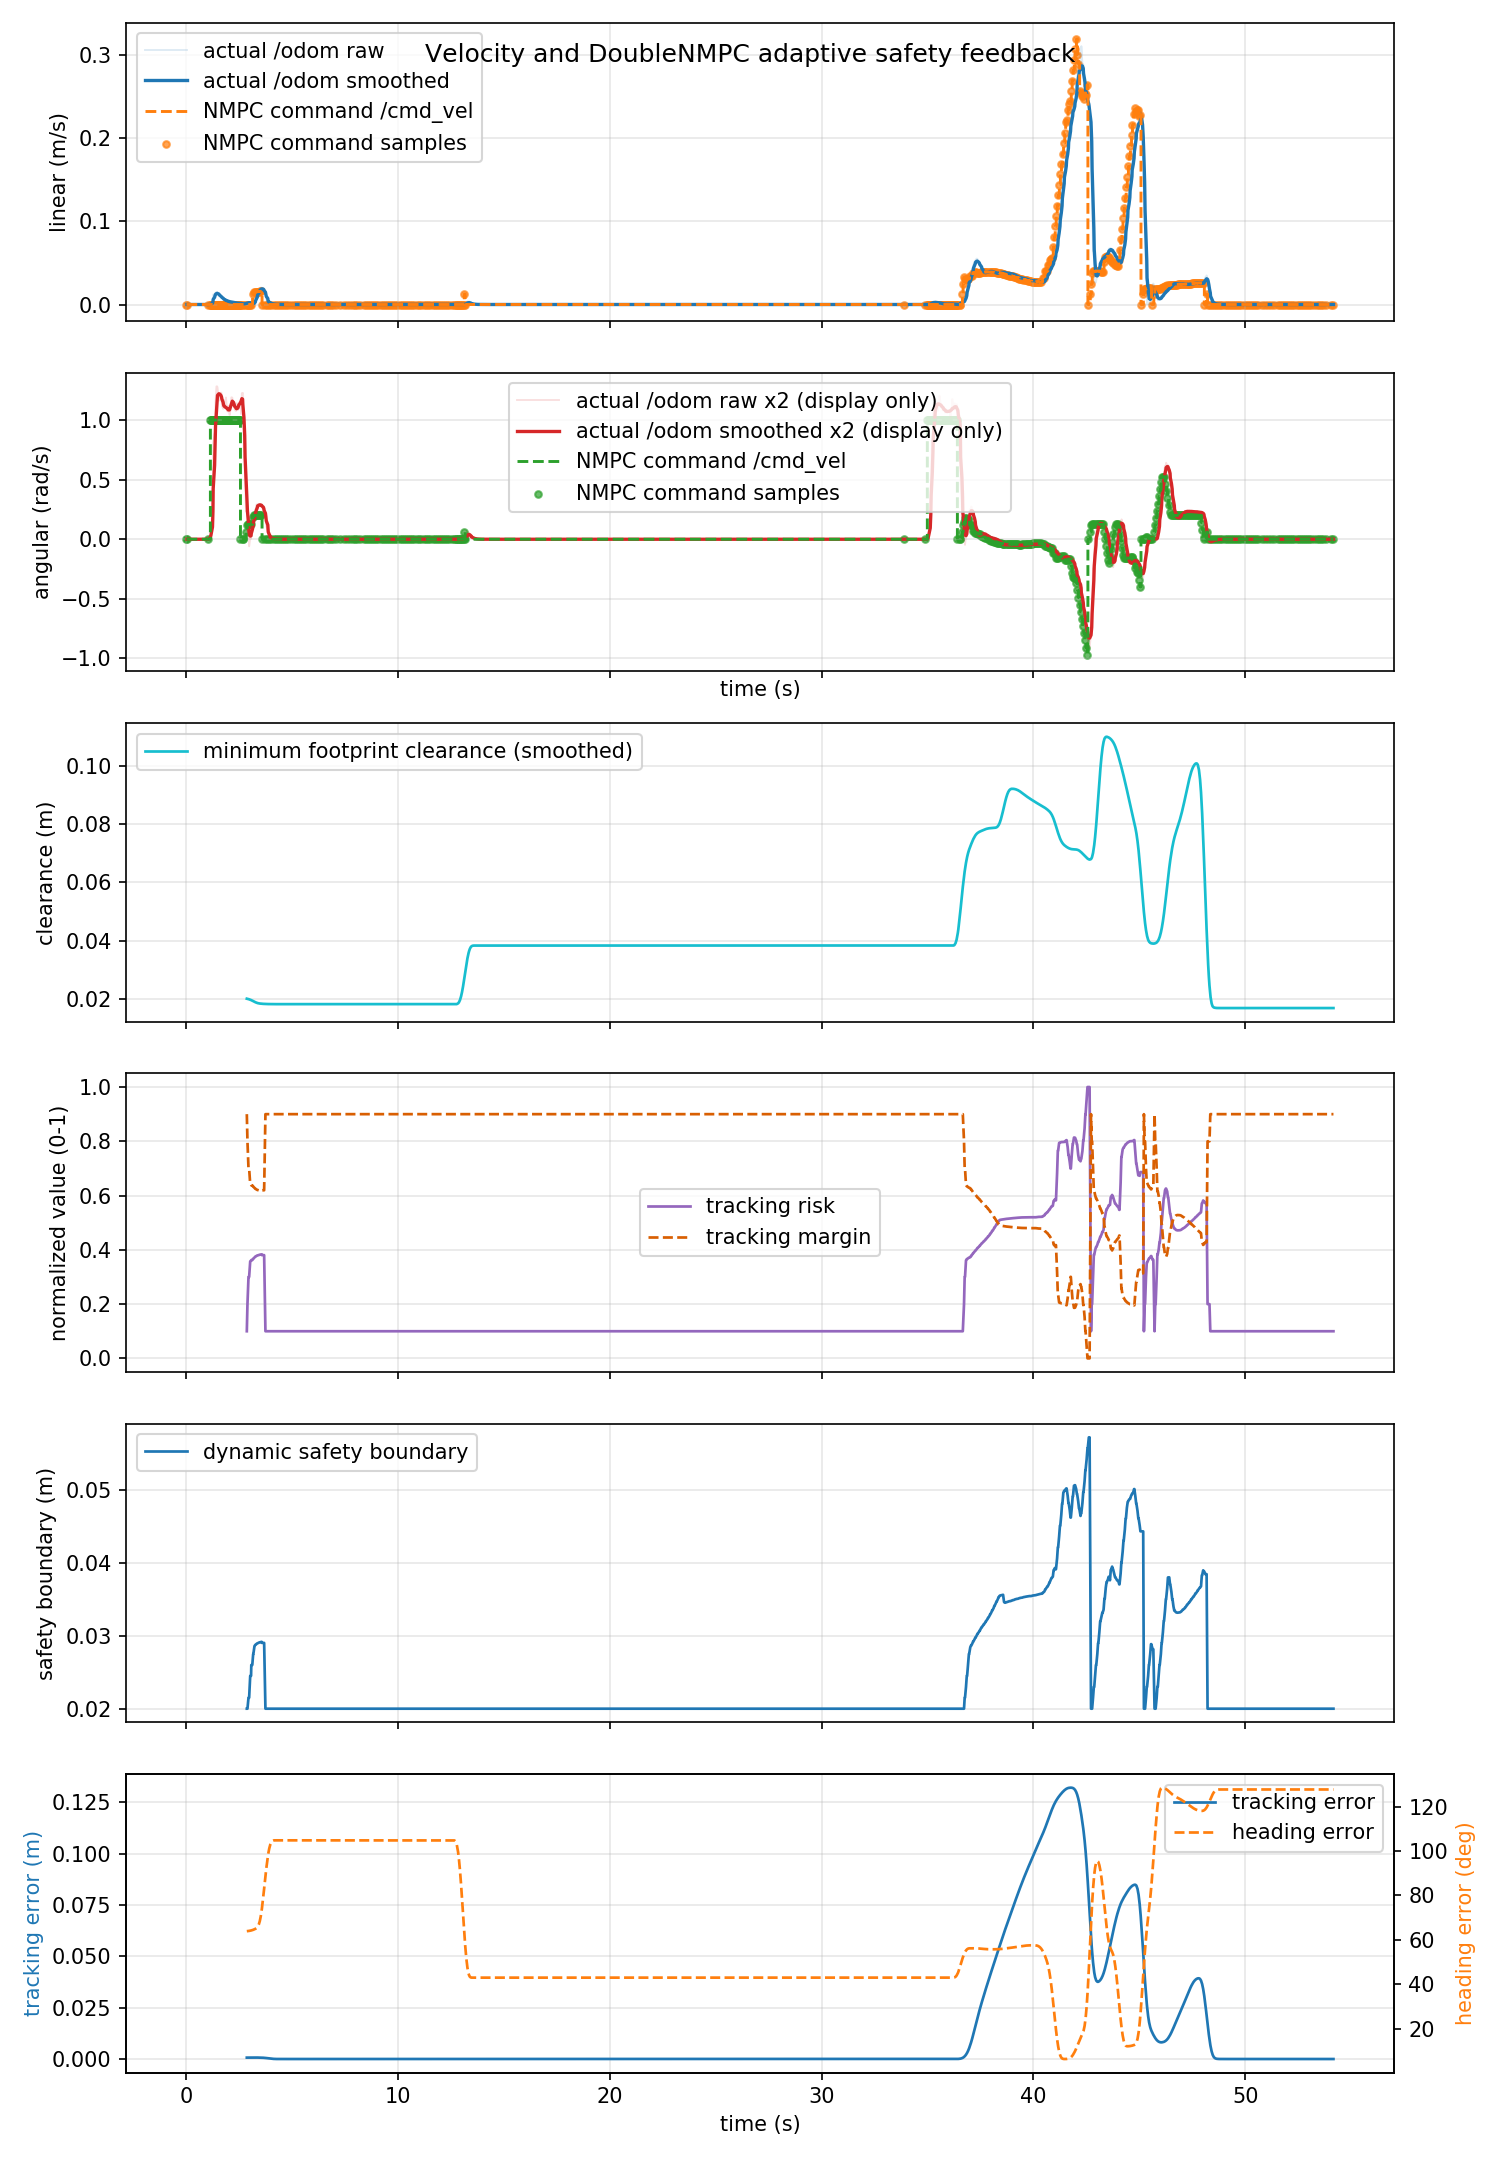 Velocity and DoubleNMPC adaptive safety feedback
actual /odom raw
actual /odom smoothed
NMPC command /cmd_vel
NMPC command samples
linear (m/s)
0.3
0.2
0.1
0.0
actual /odom raw x2 (display only)
actual /odom smoothed x2 (display only)
NMPC command /cmd_vel
NMPC command samples
angular (rad/s)
1.0
0.5
0.0
−0.5
−1.0
time (s)
minimum footprint clearance (smoothed)
clearance (m)
0.10
0.08
0.06
0.04
0.02
tracking risk
tracking margin
normalized value (0-1)
1.0
0.8
0.6
0.4
0.2
0.0
dynamic safety boundary
safety boundary (m)
0.05
0.04
0.03
0.02
tracking error
heading error
tracking error (m)
0.125
0.100
0.075
0.050
0.025
0.000
heading error (deg)
120
100
80
60
40
20
0 10 20 30 40 50
time (s)